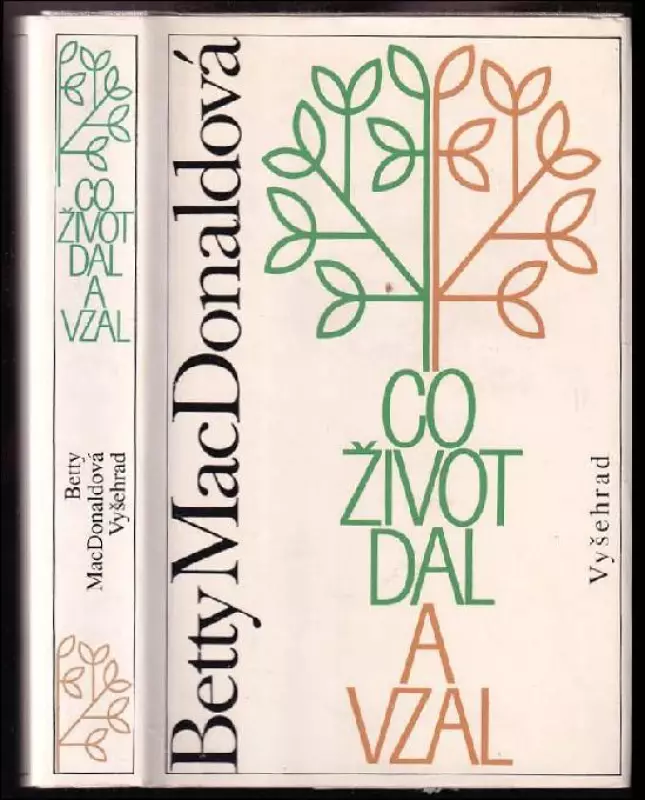 CO
ŽIVOT
DAL
A
VZAL
Betty
MacDonaldová
Vyšehrad
Betty MacDonaldová
CO
ŽIVOT
DAL
A
VZAL
Vyšehrad